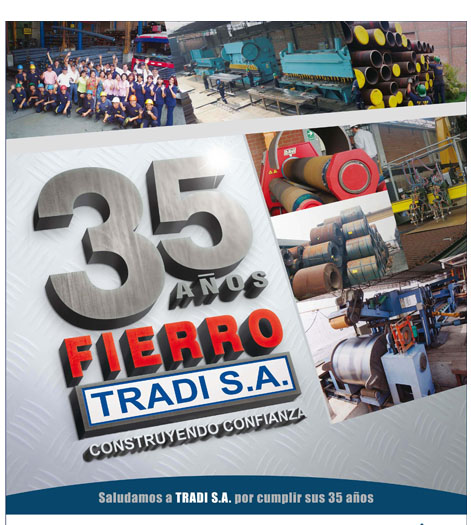 35
AÑOS
FIERRO
TRADI S.A.
CONSTRUYENDO CONFIANZA
Saludamos a TRADI S.A. por cumplir sus 35 años